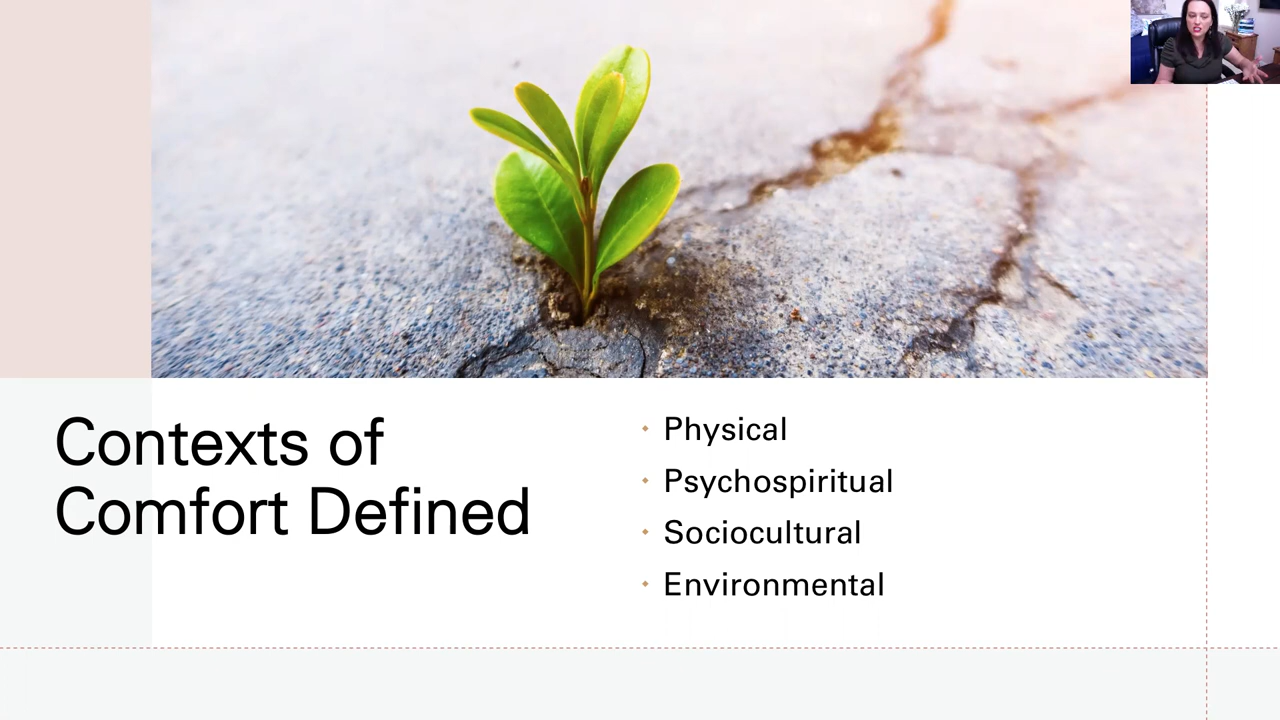 Contexts of
Comfort Defined
Physical
Psychospiritual
Sociocultural
Environmental